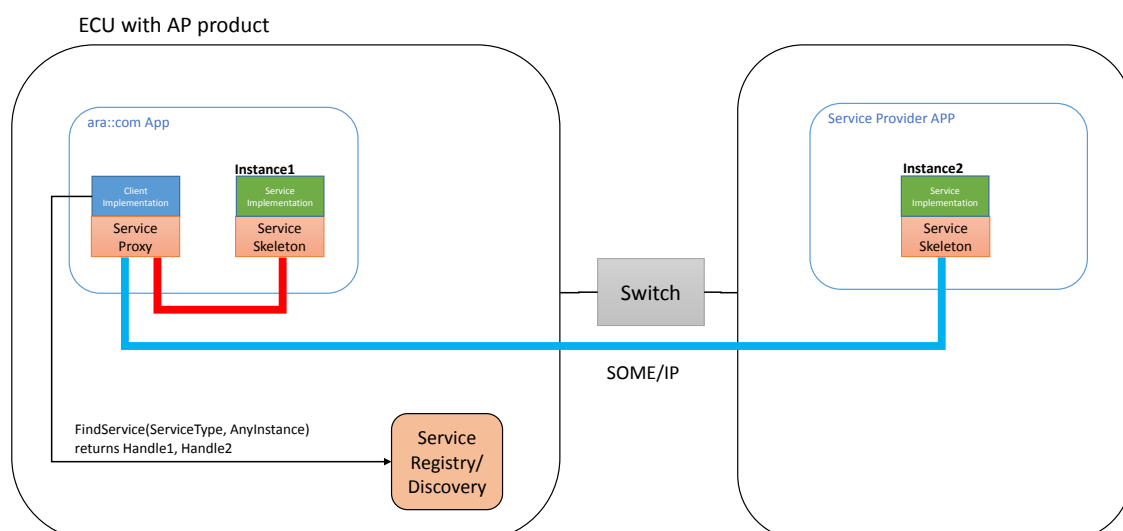 ECU with AP product
ara::com App
Service Provider APP
Instance1
Instance2
Client
Implementation
Service
Implementation
Service
Implementation
Service
Proxy
Service
Skeleton
Service
Skeleton
Switch
SOME/IP
FindService(ServiceType, AnyInstance)
returns Handle1, Handle2
Service
Registry/
Discovery